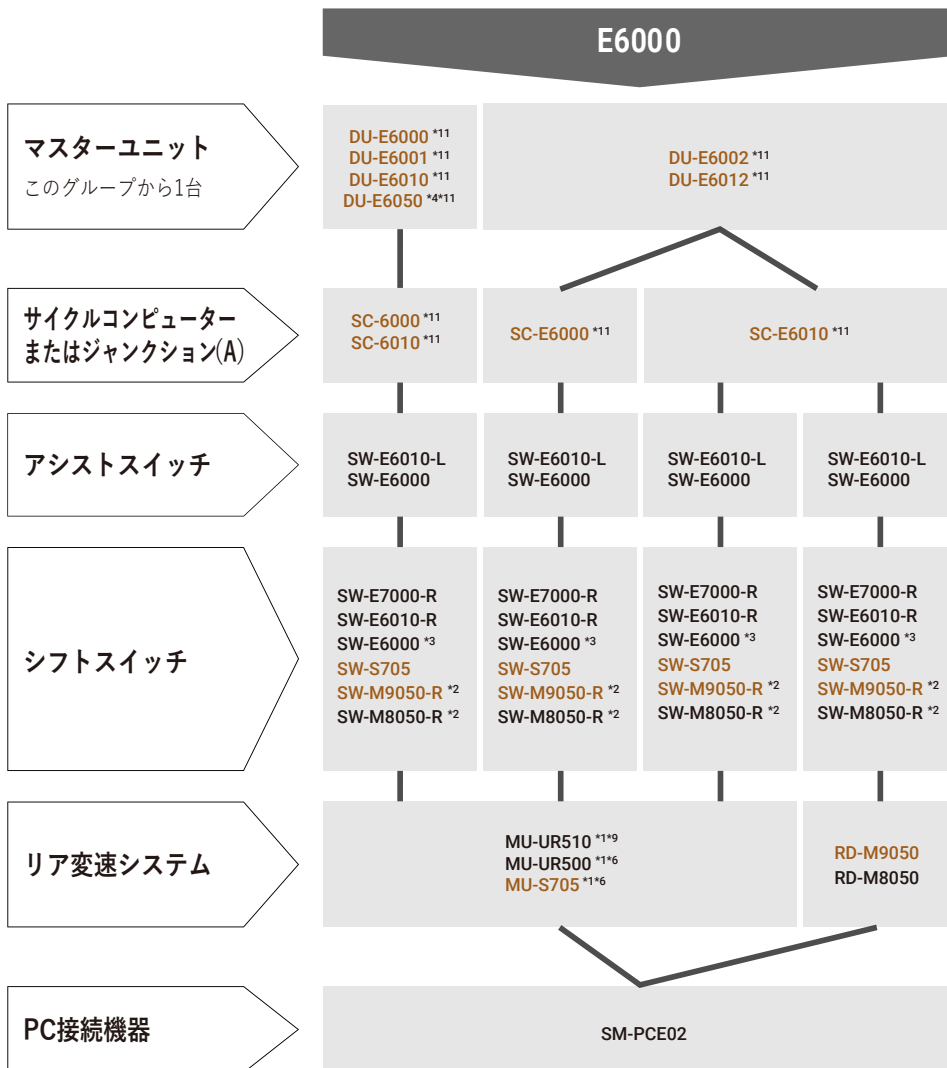 E6000
マスターユニット
このグループから1台
DU-E6000 *11
DU-E6001 *11
DU-E6010 *11
DU-E6050 *4*11
DU-E6002 *11
DU-E6012 *11
サイクルコンピューター
またはジャンクション(A)
SC-6000 *11
SC-6010 *11
SC-E6000 *11
SC-E6010 *11
アシストスイッチ
SW-E6010-L
SW-E6000
SW-E6010-L
SW-E6000
SW-E6010-L
SW-E6000
SW-E6010-L
SW-E6000
シフトスイッチ
SW-E7000-R
SW-E6010-R
SW-E6000 *3
SW-S705
SW-M9050-R *2
SW-M8050-R *2
SW-E7000-R
SW-E6010-R
SW-E6000 *3
SW-S705
SW-M9050-R *2
SW-M8050-R *2
SW-E7000-R
SW-E6010-R
SW-E6000 *3
SW-S705
SW-M9050-R *2
SW-M8050-R *2
SW-E7000-R
SW-E6010-R
SW-E6000 *3
SW-S705
SW-M9050-R *2
SW-M8050-R *2
リア変速システム
MU-UR510 *1*9
MU-UR500 *1*6
MU-S705 *1*6
RD-M9050
RD-M8050
PC接続機器
SM-PCE02